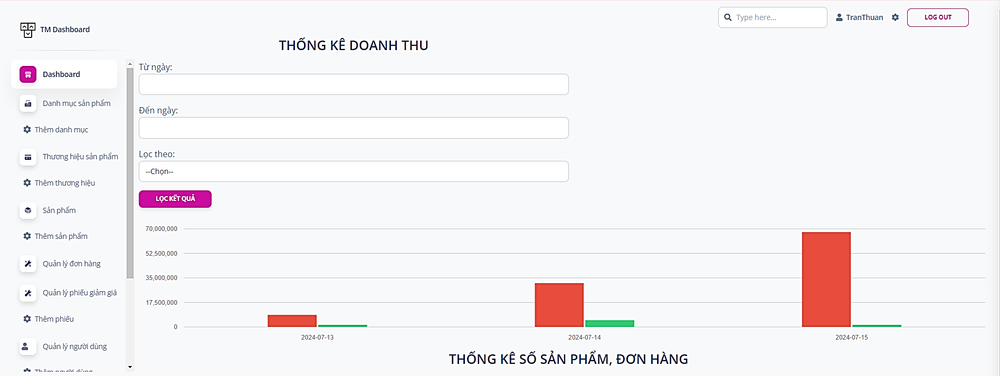 TM Dashboard
Type here...
TranThuan
LOG OUT
Dashboard
Danh mục sản phẩm
Thêm danh mục
Thương hiệu sản phẩm
Thêm thương hiệu
Sản phẩm
Thêm sản phẩm
Quản lý đơn hàng
Quản lý phiếu giảm giá
Thêm phiếu
Quản lý người dùng
Thêm người dùng
THỐNG KÊ DOANH THU
Từ ngày:
Đến ngày:
Lọc theo:
--Chọn--
LỌC KẾT QUẢ
70,000,000
52,500,000
35,000,000
17,500,000
0
2024-07-13
2024-07-14
2024-07-15
THỐNG KÊ SỐ SẢN PHẨM, ĐƠN HÀNG